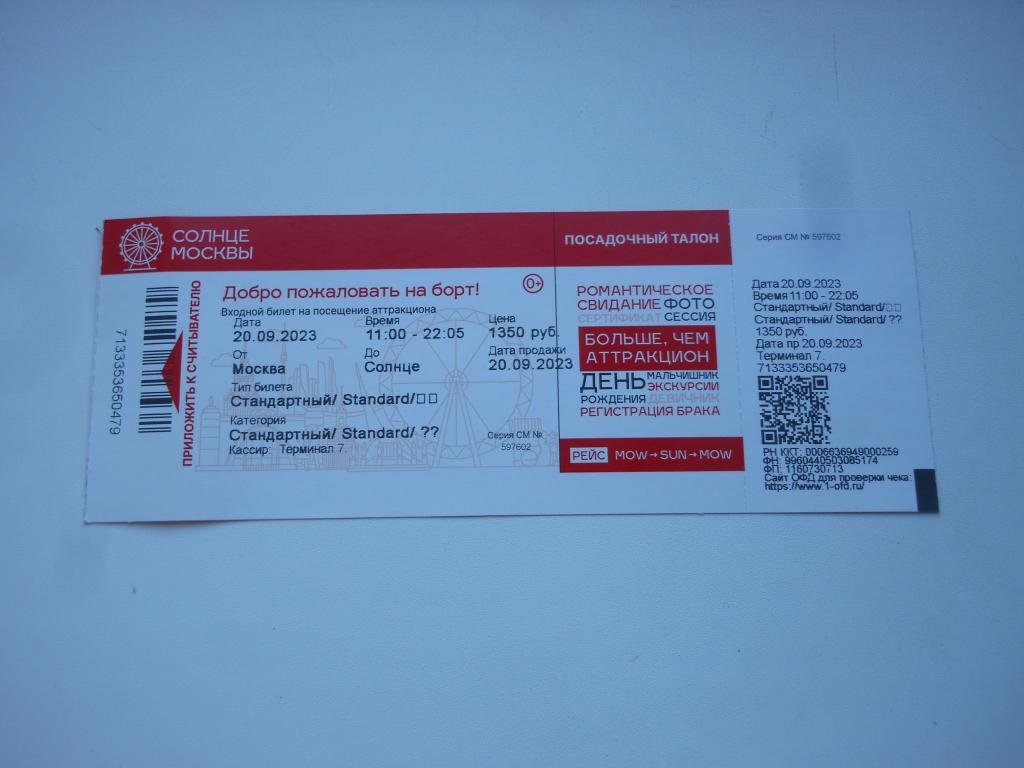 СОЛНЦЕ
МОСКВЫ
ПОСАДОЧНЫЙ ТАЛОН
Серия СМ № 597602
7133353650479
ПРИЛОЖИТЬ К СЧИТЫВАТЕЛЮ
Добро пожаловать на борт!
0+
Входной билет на посещение аттракциона
Дата Время Цена
20.09.2023 11:00 - 22:05 1350 руб.
От До Дата продажи
Москва Солнце 20.09.2023
Тип билета
Стандартный/ Standard/□□
Категория
Стандартный/ Standard/ ??
Кассир: Терминал 7.
Серия СМ №
597602
РОМАНТИЧЕСКОЕ
СВИДАНИЕ ФОТО
СЕРТИФИКАТ СЕССИЯ
БОЛЬШЕ, ЧЕМ
АТТРАКЦИОН
ДЕНЬ МАЛЬЧИШНИК
ЭКСКУРСИИ
РОЖДЕНИЯ ДЕВИЧНИК
РЕГИСТРАЦИЯ БРАКА
РЕЙС MOW→SUN→MOW
Дата 20.09.2023
Время 11:00 - 22:05
Стандартный/ Standard/□□
Стандартный/ Standard/ ??
1350 руб.
Дата пр 20.09.2023
Терминал 7.
7133353650479
РН ККТ: 0006636949000259
ФН: 9960440503085174
ФП: 1160730713
Сайт ОФД для проверки чека:
https://www.1-ofd.ru/